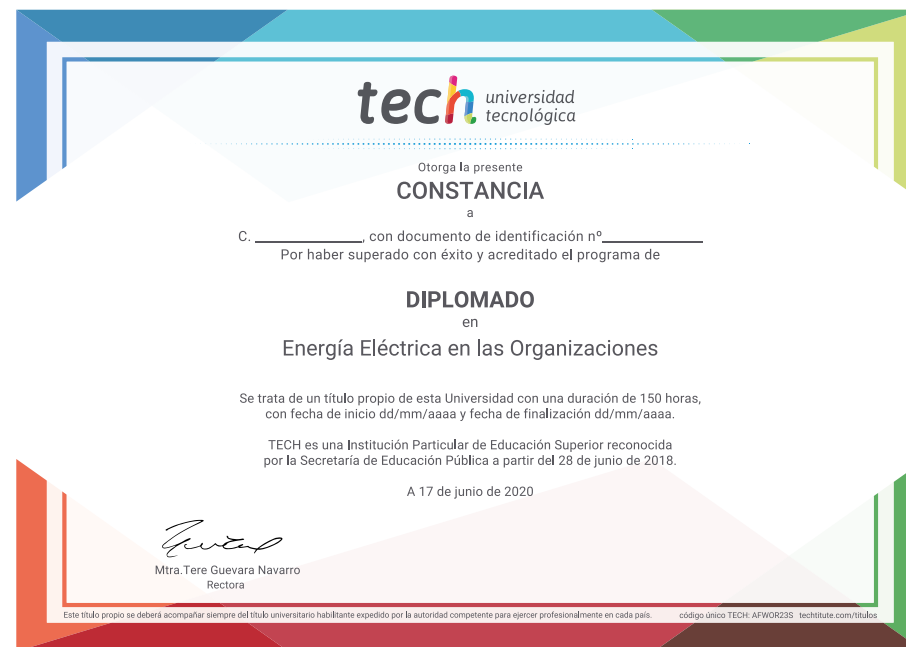 tech universidad
tecnológica
Otorga la presente
CONSTANCIA
a
C. ______________, con documento de identificación nº_____________
Por haber superado con éxito y acreditado el programa de
DIPLOMADO
en
Energía Eléctrica en las Organizaciones
Se trata de un título propio de esta Universidad con una duración de 150 horas,
con fecha de inicio dd/mm/aaaa y fecha de finalización dd/mm/aaaa.
TECH es una Institución Particular de Educación Superior reconocida
por la Secretaría de Educación Pública a partir del 28 de junio de 2018.
A 17 de junio de 2020
Mtra.Tere Guevara Navarro
Rectora
Este título propio se deberá acompañar siempre del título universitario habilitante expedido por la autoridad competente para ejercer profesionalmente en cada país. código único TECH: AFWOR23S techtitute.com/titulos